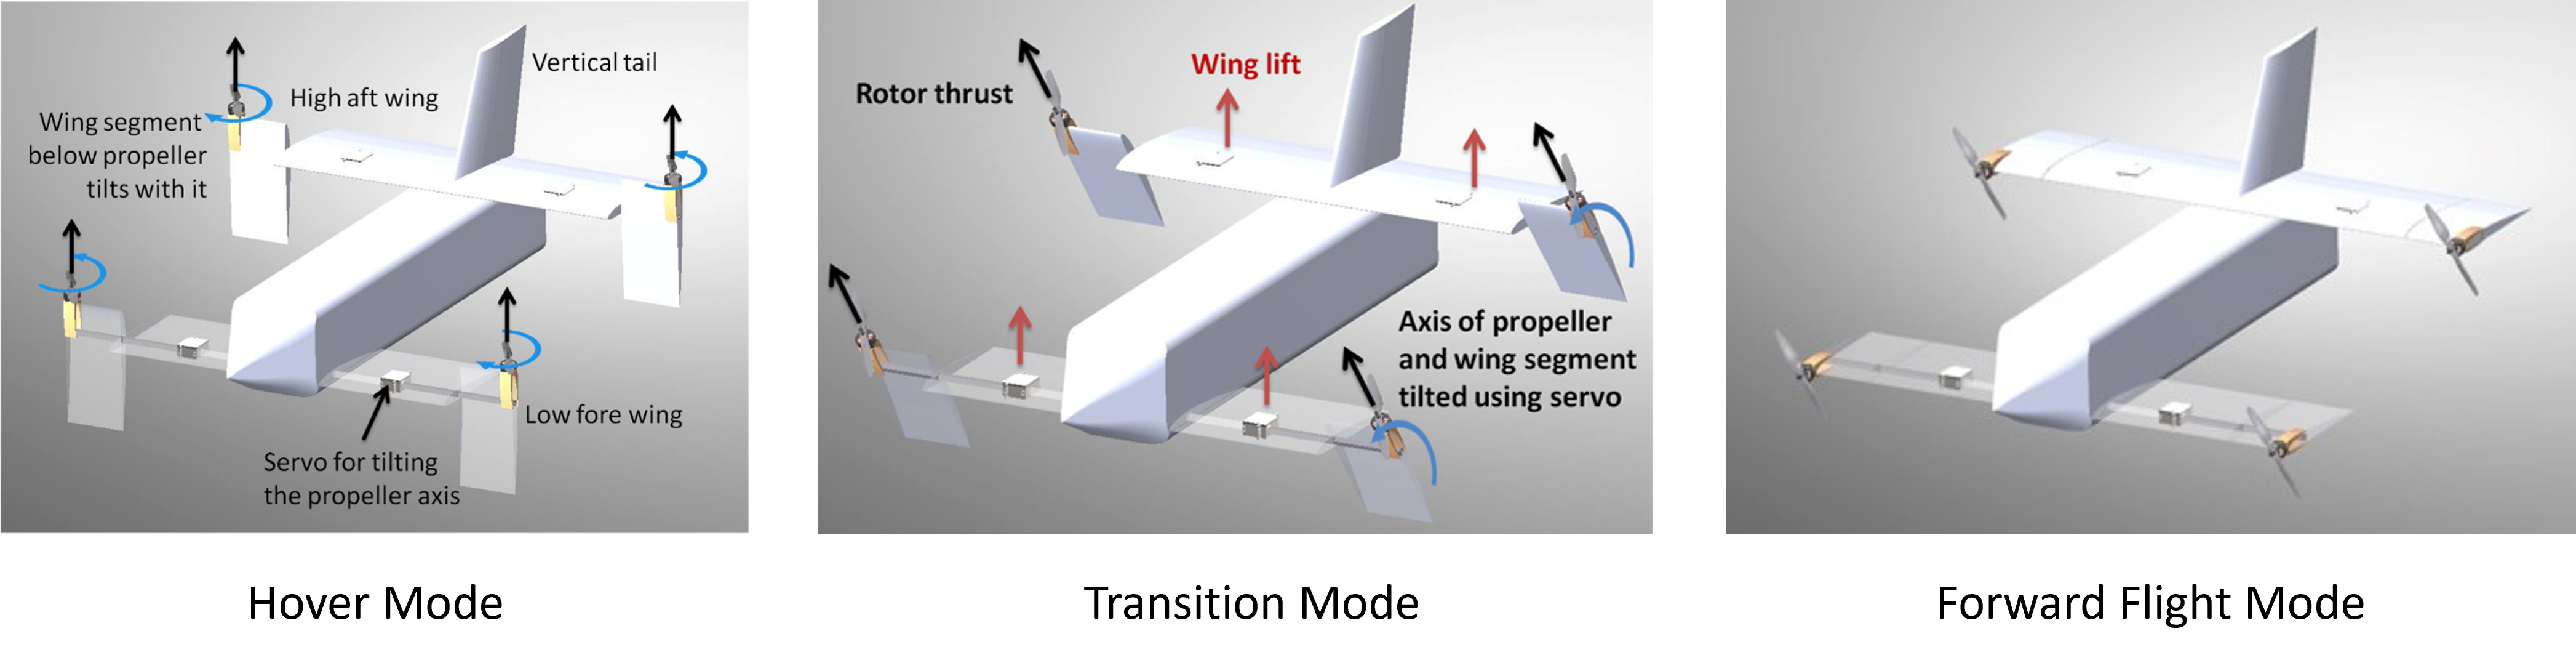 Vertical tail
High aft wing
Wing segment
below propeller
tilts with it
Low fore wing
Servo for tilting
the propeller axis
Hover Mode
Wing lift
Rotor thrust
Axis of propeller
and wing segment
tilted using servo
Transition Mode
Forward Flight Mode